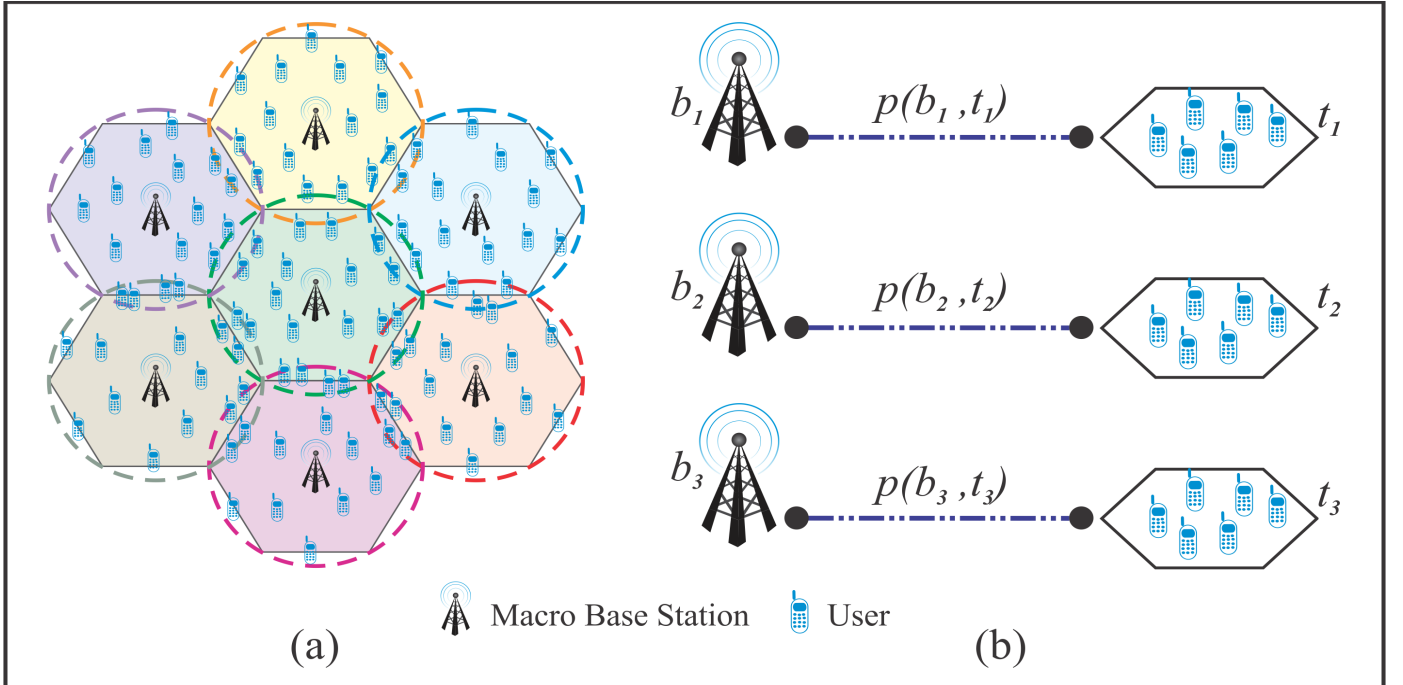 b₁ p(b₁ ,t₁) t₁
b₂ p(b₂ ,t₂) t₂
b₃ p(b₃ ,t₃) t₃
Macro Base Station User
(a) (b)